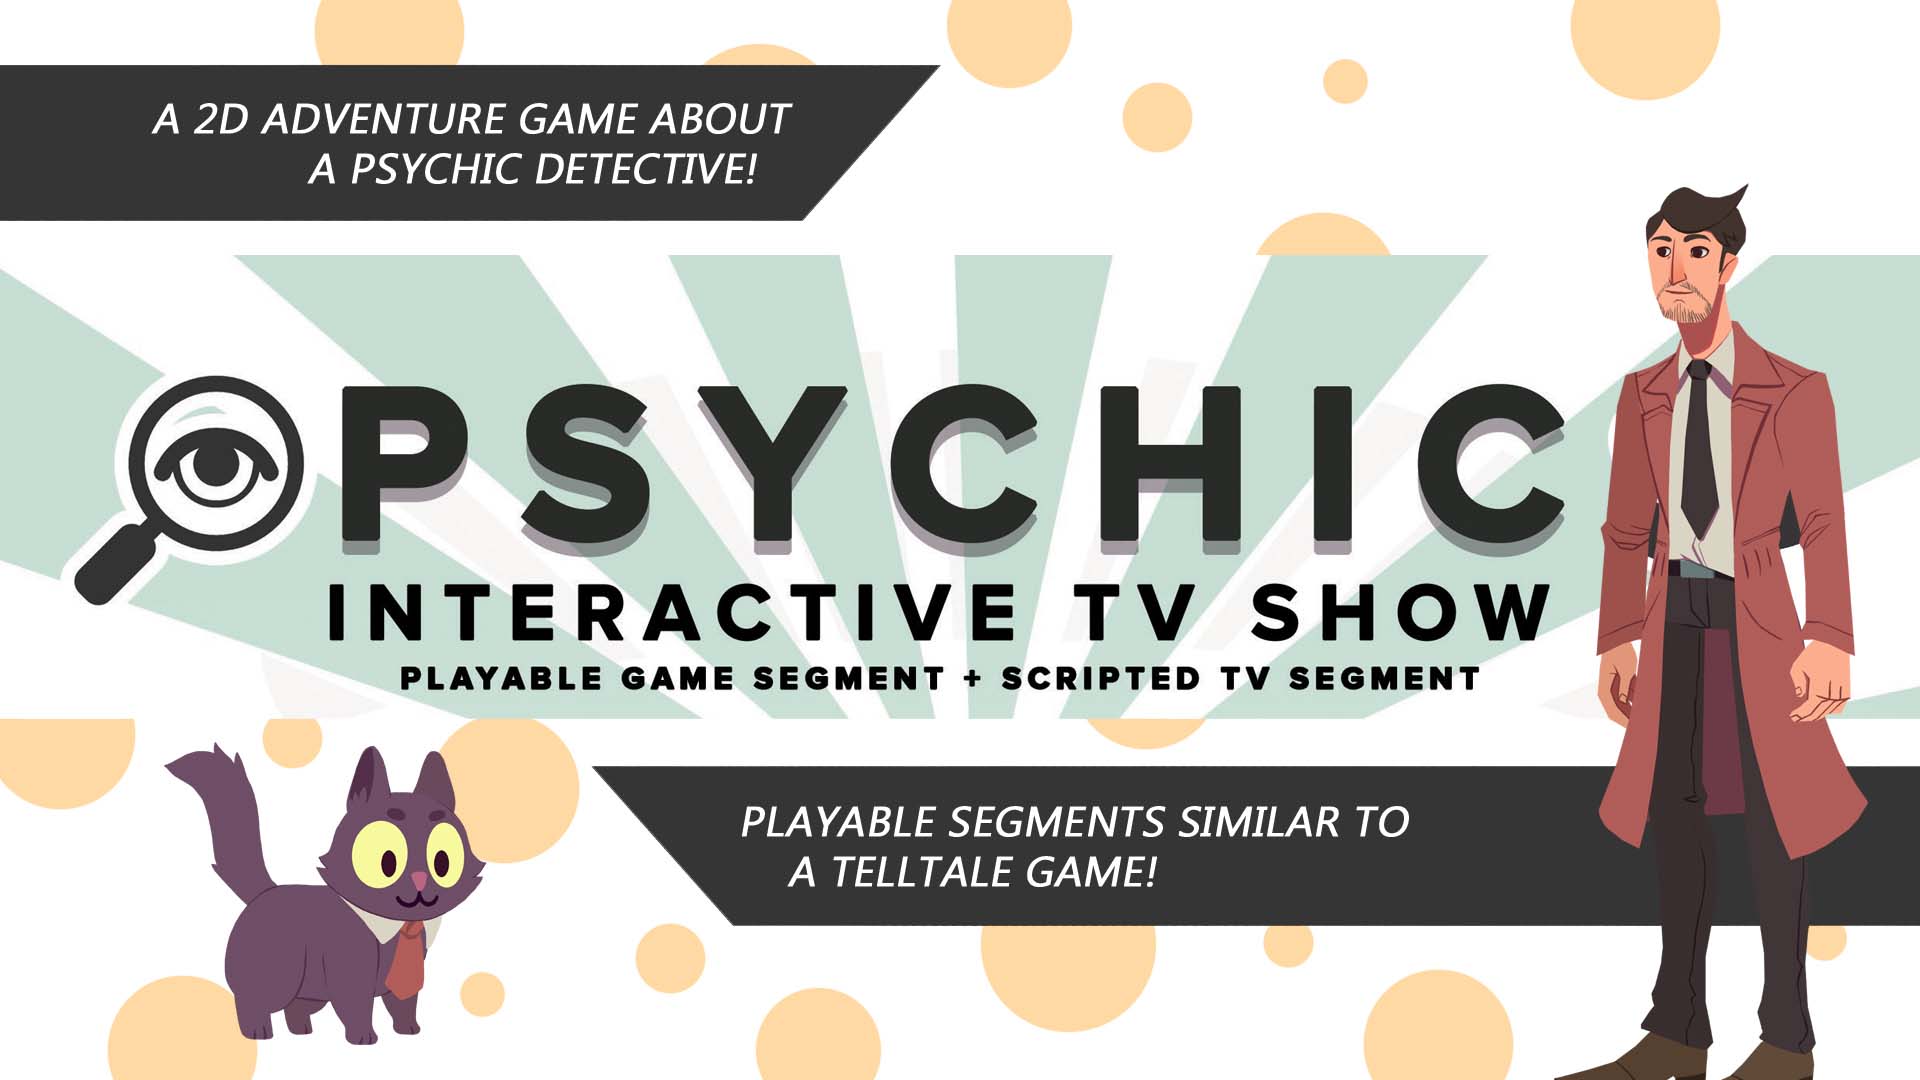 A 2D ADVENTURE GAME ABOUT
A PSYCHIC DETECTIVE!
PSYCHIC
INTERACTIVE TV SHOW
PLAYABLE GAME SEGMENT + SCRIPTED TV SEGMENT
PLAYABLE SEGMENTS SIMILAR TO
A TELLTALE GAME!